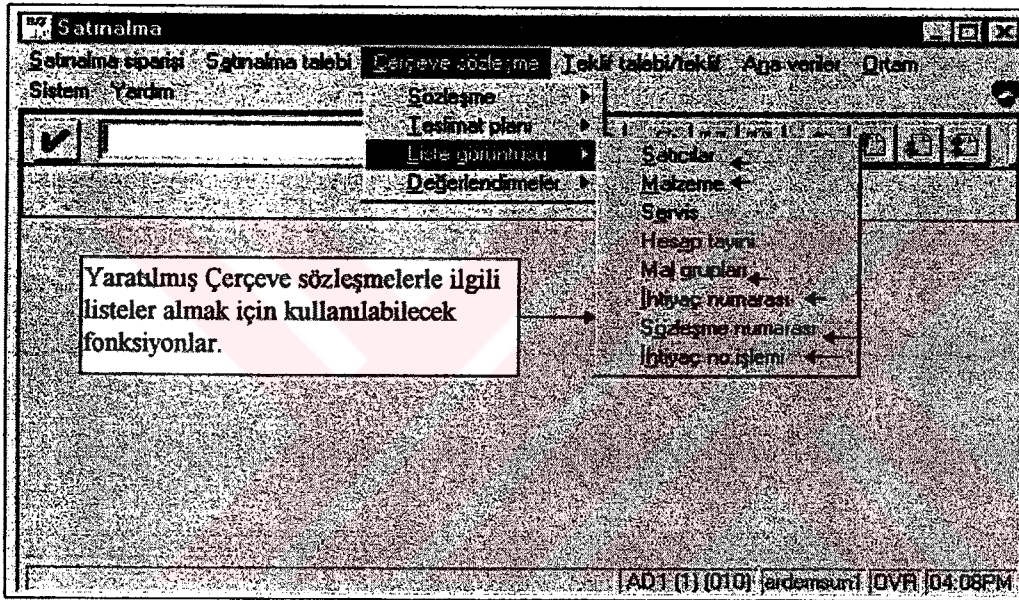 Satınalma
Satınalma siparişi Satınalma talebi Çerçeve sözleşme Teklif talebi/teklif Ana veriler Ortam
Sistem Yardım
Sözleşme
Teslimat planı
Liste görüntüsü
Değerlendirmeler
Satıcılar
Malzeme
Servis
Hesap tayini
Mal grupları
İhtiyaç numarası
Sözleşme numarası
İhtiyaç no.işlemi
Yaratılmış Çerçeve sözleşmelerle ilgili
listeler almak için kullanılabilecek
fonksiyonlar.
AD1 (1) (010) ardemsun1 OVR 04:08PM